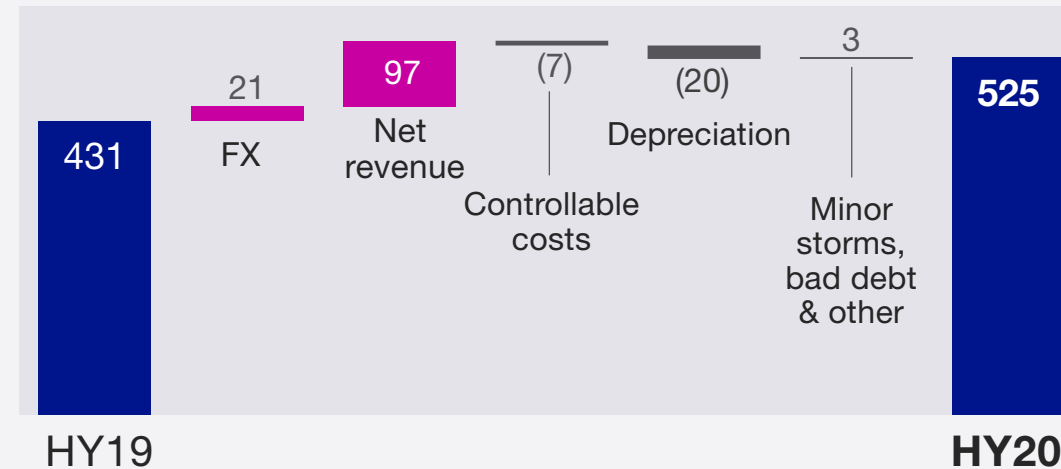 431
HY19
21
FX
97
Net
revenue
(7)
Controllable
costs
(20)
Depreciation
3
Minor
storms,
bad debt
& other
525
HY20